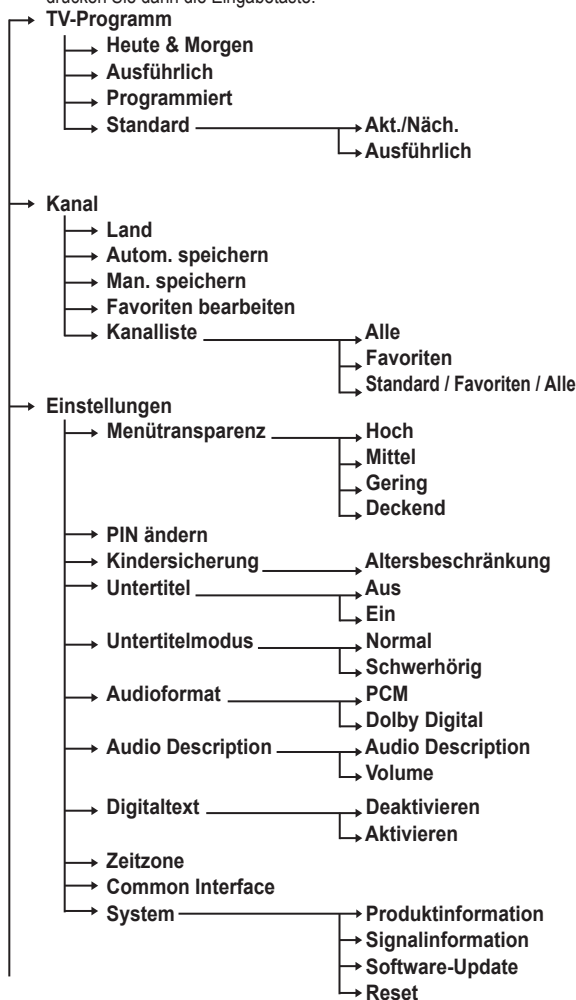 drücken Sie dann die Eingabetaste.
TV-Programm
Heute & Morgen
Ausführlich
Programmiert
Standard Akt./Näch.
Ausführlich
Kanal
Land
Autom. speichern
Man. speichern
Favoriten bearbeiten
Kanalliste Alle
Favoriten
Standard / Favoriten / Alle
Einstellungen
Menütransparenz Hoch
Mittel
Gering
Deckend
PIN ändern
Kindersicherung Altersbeschränkung
Untertitel Aus
Ein
Untertitelmodus Normal
Schwerhörig
Audioformat PCM
Dolby Digital
Audio Description Audio Description
Volume
Digitaltext Deaktivieren
Aktivieren
Zeitzone
Common Interface
System Produktinformation
Signalinformation
Software-Update
Reset